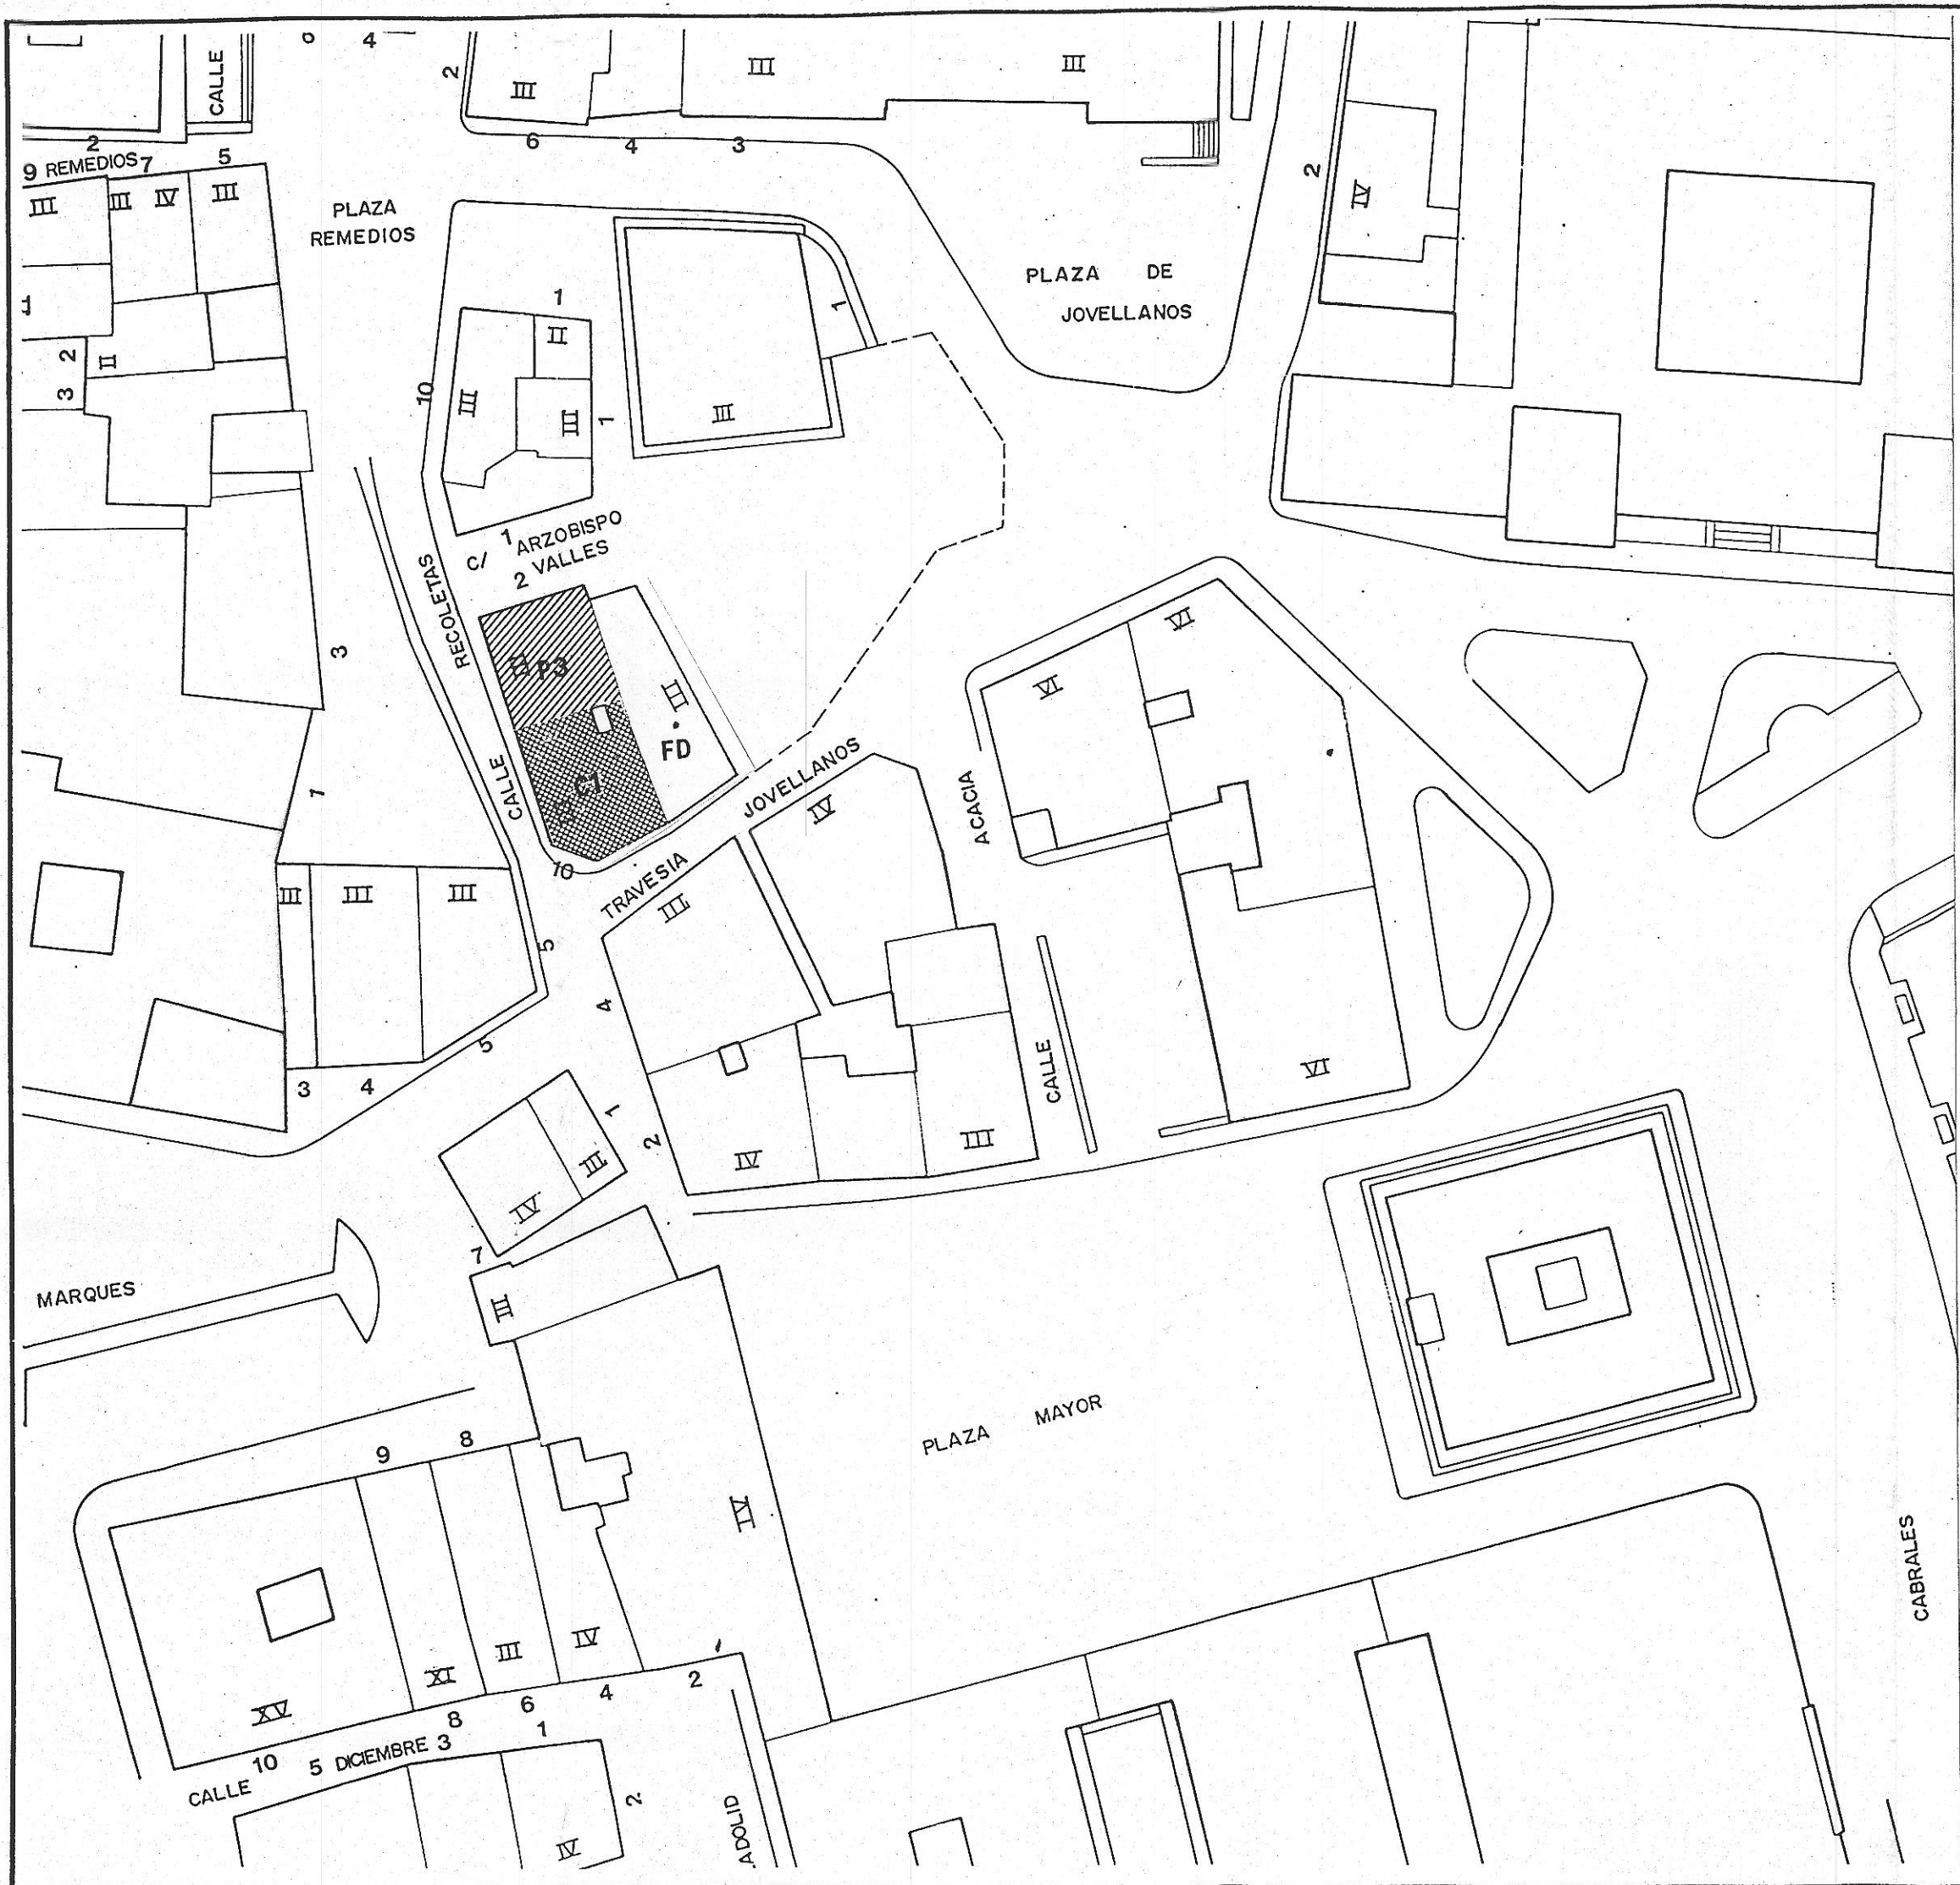 6 4
CALLE
2
III
III
III
6 4 3
2
9 REMEDIOS 7 5
III III IV III
PLAZA
REMEDIOS
2
IV
PLAZA DE
JOVELLANOS
1
II
1
2
II
3
10
III
III
1
III
C/ 1 ARZOBISPO
2 VALLES
CALLE RECOLETAS
3
P3
III
FD
C1
10
1
TRAVESIA JOVELLANOS
VI
VI
IV
III
CALLE ACACIA
III III III
5
4
5
3 4
1
2
III
IV
IV
III
VI
7
III
MARQUES
PLAZA MAYOR
9 8
IV
CABRALES
XV
XI
III
IV
10
8
6
4
2
CALLE 5 DICIEMBRE 3
1
2
IV
ADOLID